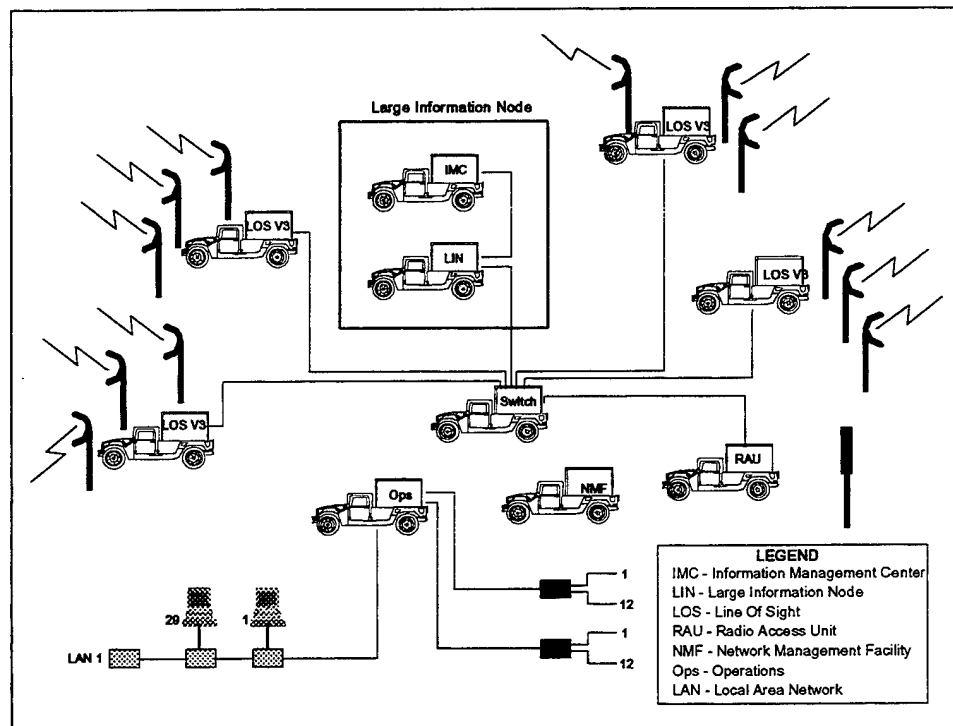 Large Information Node
LOS V3
IMC
LOS V3
LIN
LOS V3
LOS V3
Switch
RAU
Ops
NMF
1
12
29
1
1
12
LAN 1
LEGEND
IMC - Information Management Center
LIN - Large Information Node
LOS - Line Of Sight
RAU - Radio Access Unit
NMF - Network Management Facility
Ops - Operations
LAN - Local Area Network